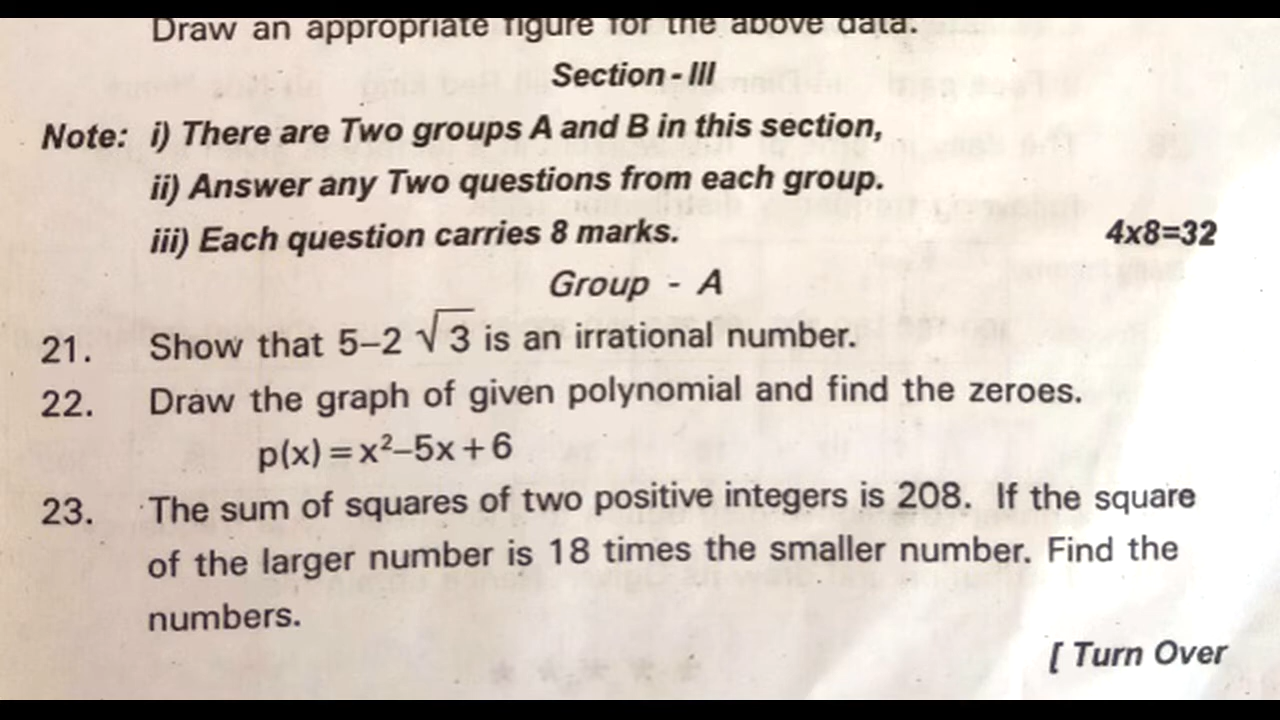 Draw an appropriate figure for the above data.
Section - III
Note: i) There are Two groups A and B in this section,
ii) Answer any Two questions from each group.
iii) Each question carries 8 marks. 4x8=32
Group - A
21. Show that 5–2 √3 is an irrational number.
22. Draw the graph of given polynomial and find the zeroes.
p(x) = x²–5x + 6
23. The sum of squares of two positive integers is 208. If the square
of the larger number is 18 times the smaller number. Find the
numbers.
[ Turn Over